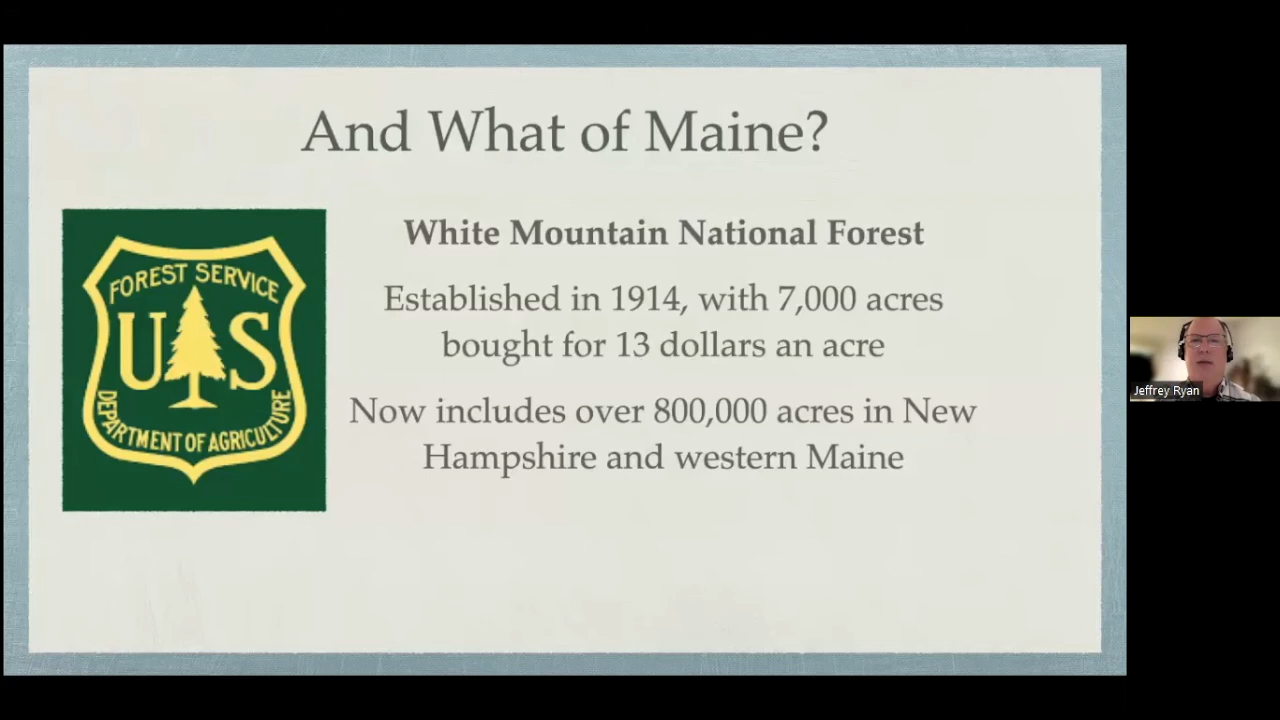 And What of Maine?
FOREST SERVICE
US
DEPARTMENT OF AGRICULTURE
White Mountain National Forest
Established in 1914, with 7,000 acres
bought for 13 dollars an acre
Now includes over 800,000 acres in New
Hampshire and western Maine
Jeffrey Ryan